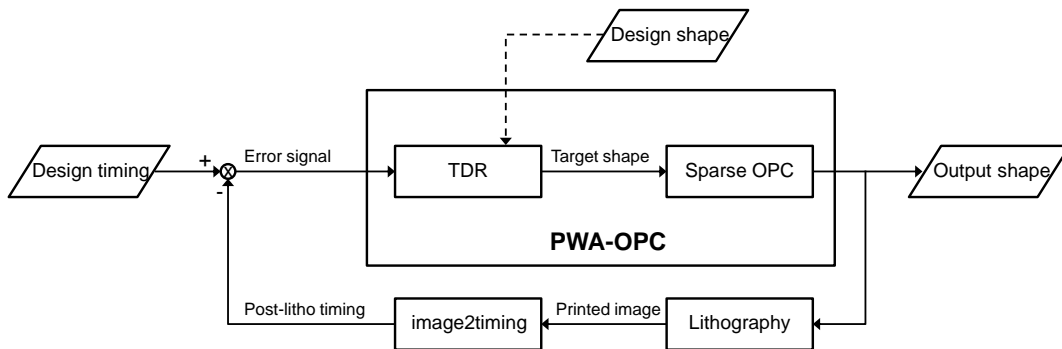 Design shape
Design timing
+
-
Error signal
TDR
Target shape
Sparse OPC
Output shape
PWA-OPC
Post-litho timing
image2timing
Printed image
Lithography